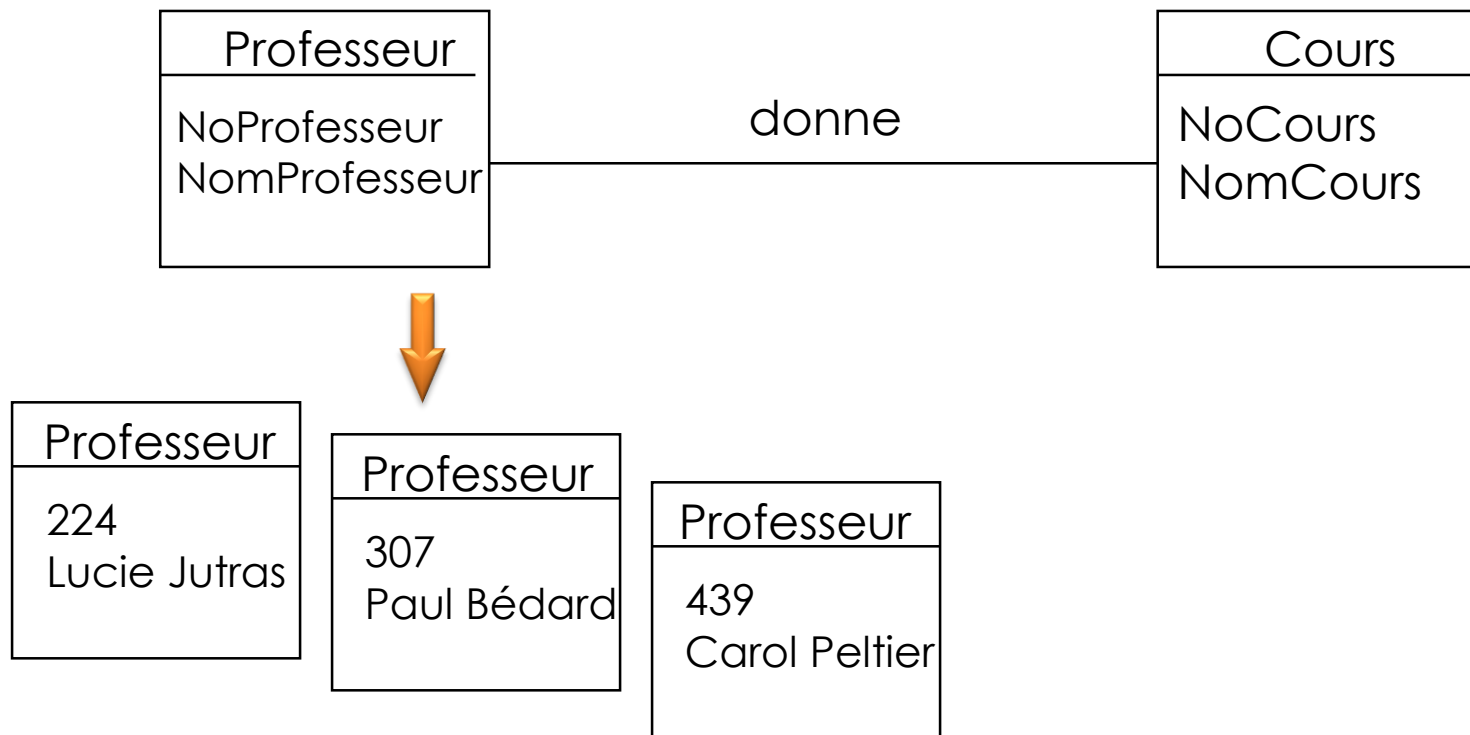 Professeur
NoProfesseur
NomProfesseur
donne
Cours
NoCours
NomCours
Professeur
224
Lucie Jutras
Professeur
307
Paul Bédard
Professeur
439
Carol Peltier